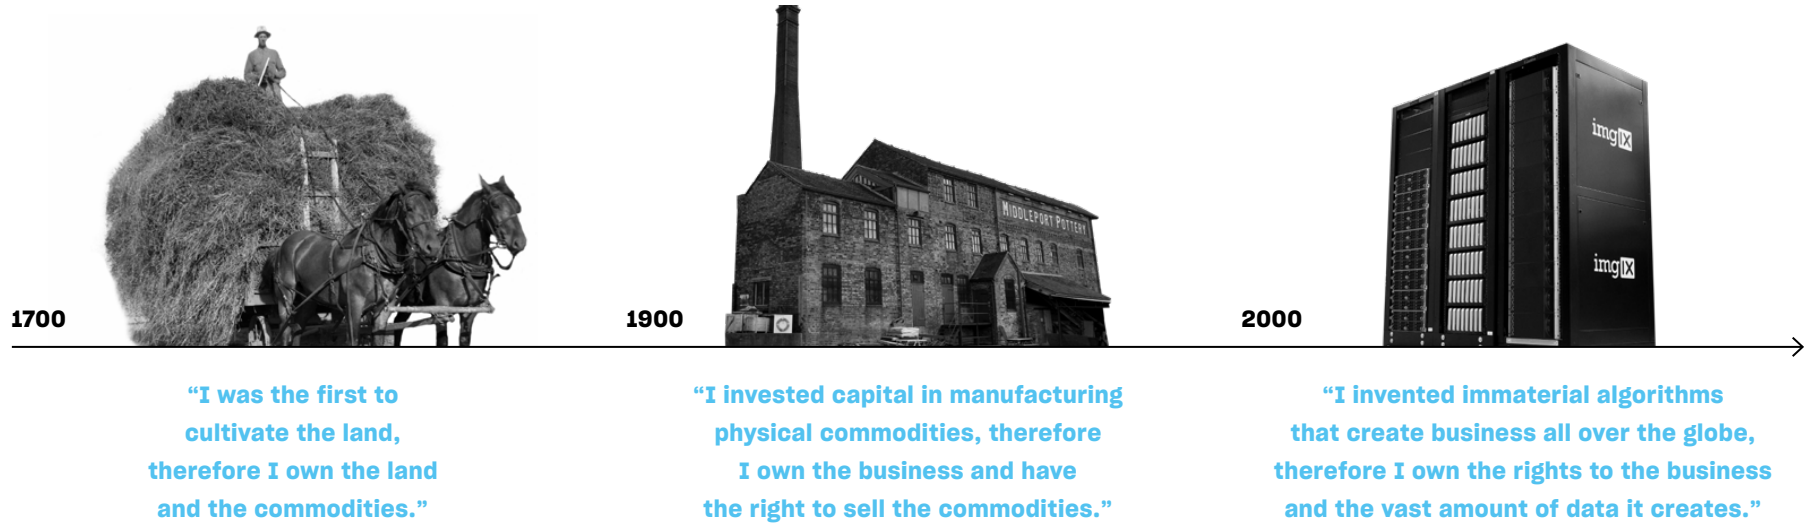 MIDDLEPORT POTTERY
imgIX
imgIX
1700
1900
2000
“I was the first to
cultivate the land,
therefore I own the land
and the commodities.”
“I invested capital in manufacturing
physical commodities, therefore
I own the business and have
the right to sell the commodities.”
“I invented immaterial algorithms
that create business all over the globe,
therefore I own the rights to the business
and the vast amount of data it creates.”